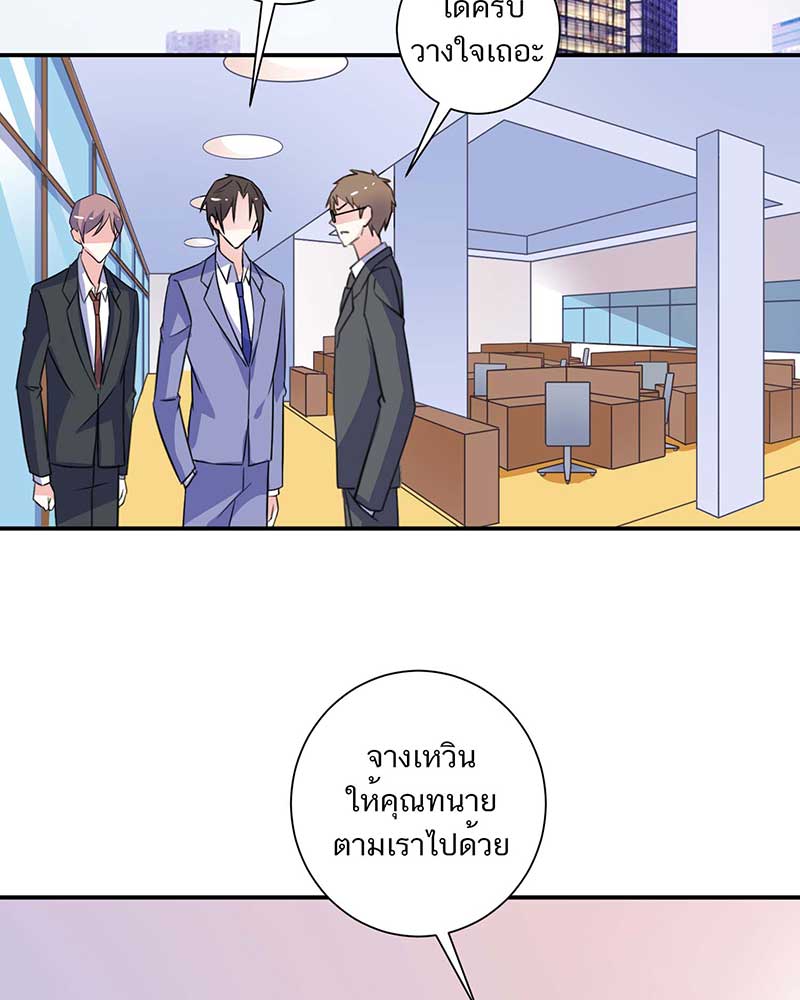 ได้ครับ
วางใจเถอะ
จางเหวิน
ให้คุณทนาย
ตามเราไปด้วย